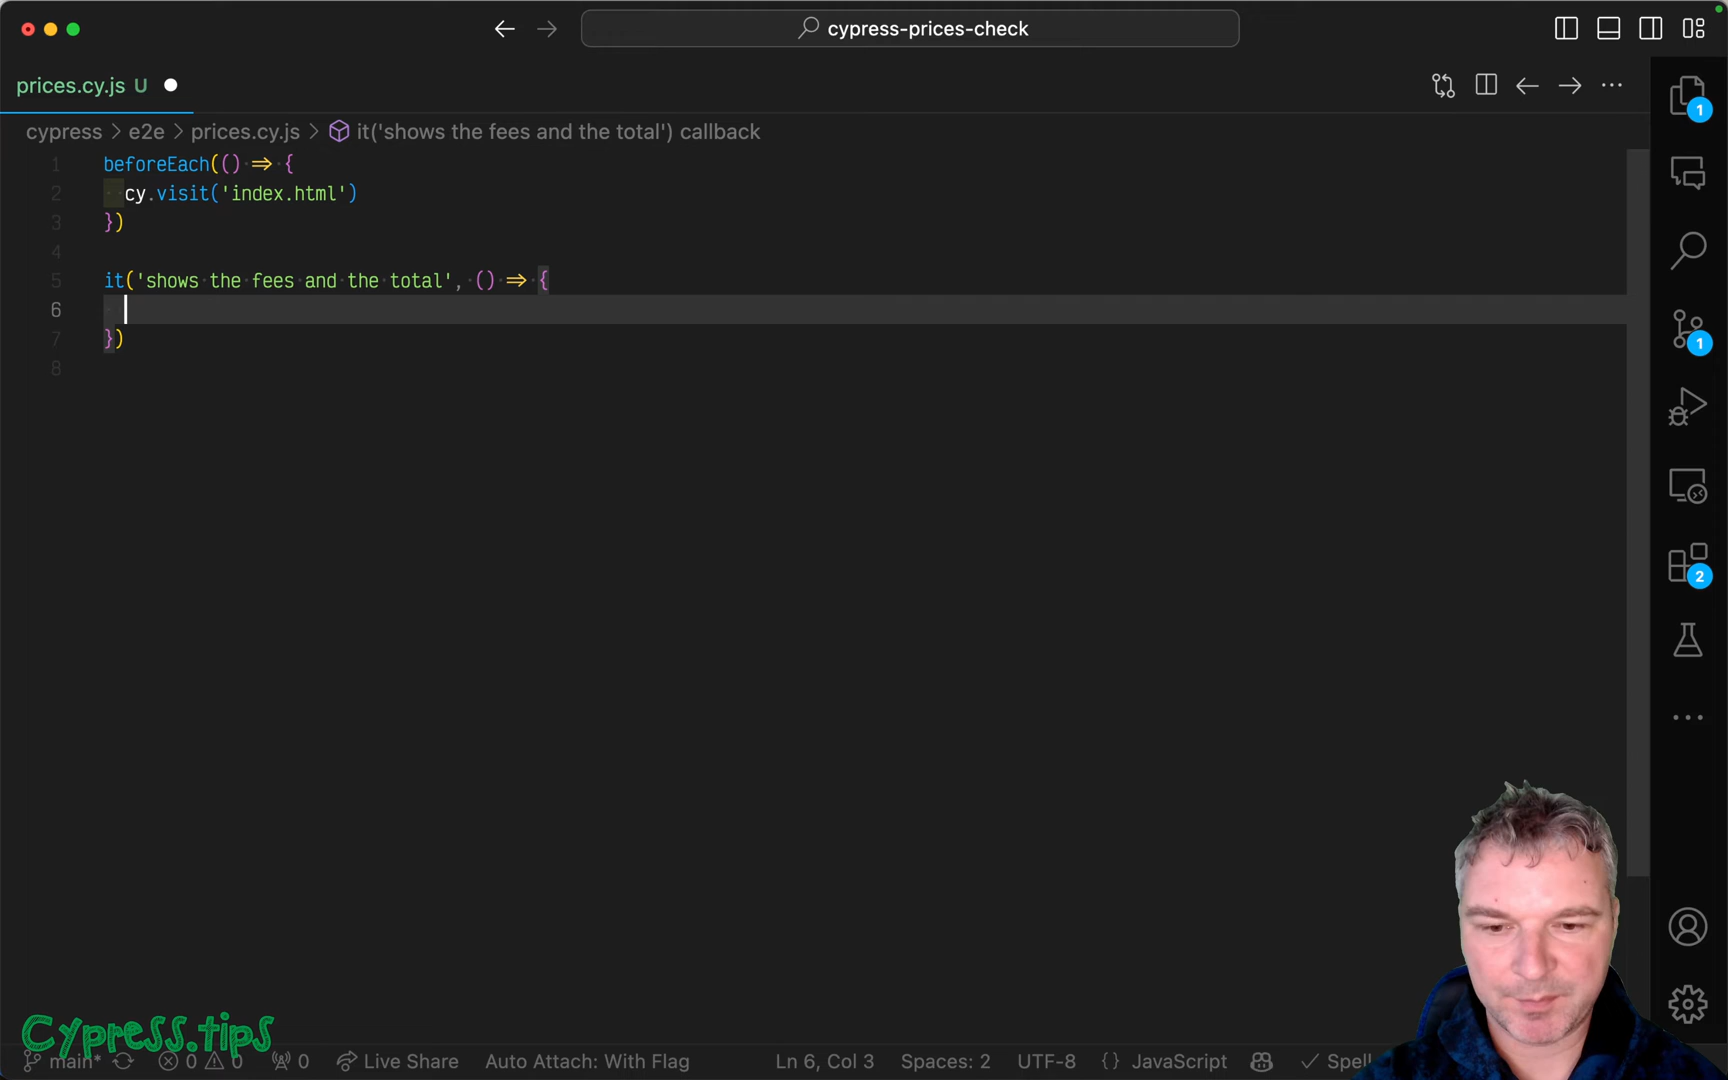 cypress-prices-check
prices.cy.js U
cypress > e2e > prices.cy.js > it('shows the fees and the total') callback
1 beforeEach(() => {
2 cy.visit('index.html')
3 })
4
5 it('shows the fees and the total', () => {
6
7 })
8
1
1
2
Cypress.tips
main* 0 0 0 Live Share Auto Attach: With Flag Ln 6, Col 3 Spaces: 2 UTF-8 {} JavaScript Spell